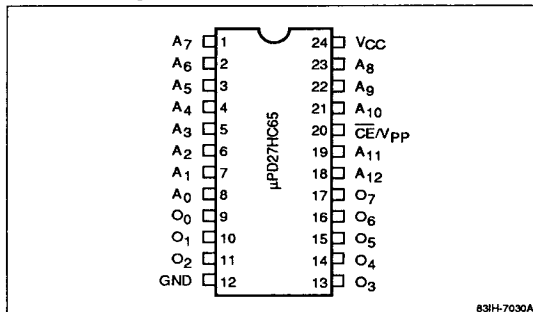 A7 1 24 VCC
A6 2 23 A8
A5 3 22 A9
A4 4 21 A10
A3 5 20 CE/VPP
A2 6 19 A11
A1 7 18 A12
A0 8 17 O7
O0 9 16 O6
O1 10 15 O5
O2 11 14 O4
GND 12 13 O3
μPD27HC65
83IH-7030A